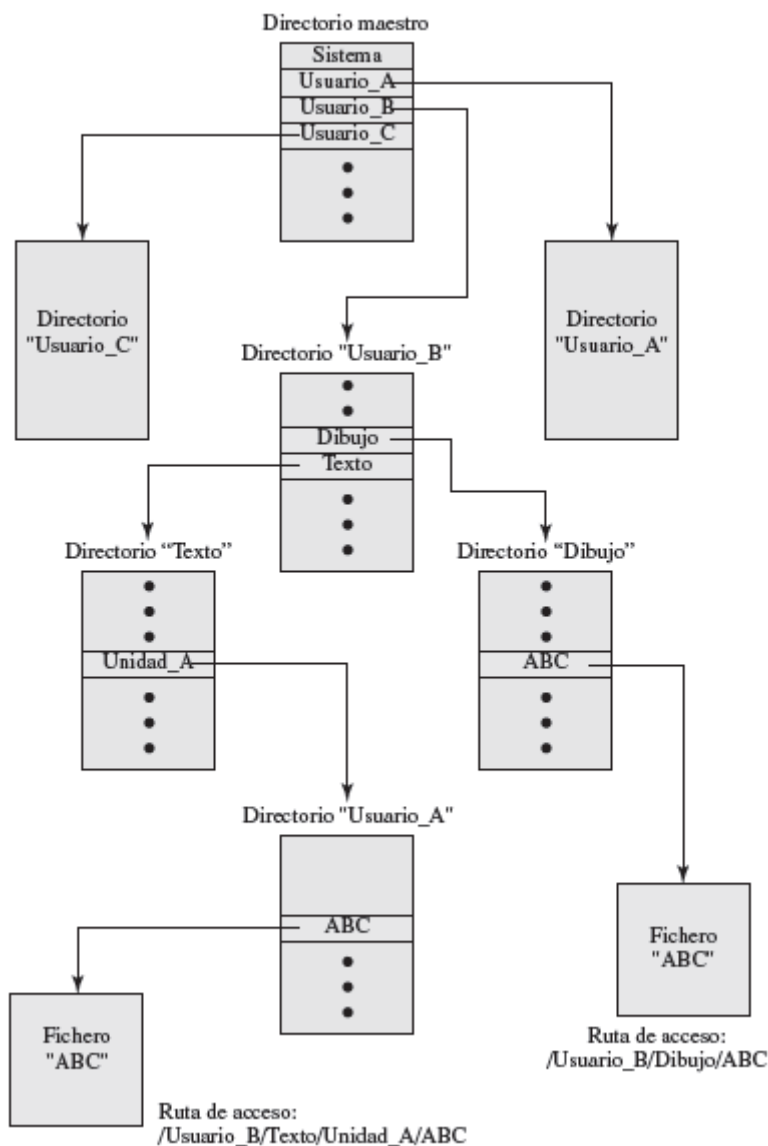 Directorio maestro
Sistema
Usuario_A
Usuario_B
Usuario_C
Directorio
"Usuario_C"
Directorio
"Usuario_A"
Directorio "Usuario_B"
Dibujo
Texto
Directorio “Texto”
Directorio “Dibujo”
Unidad_A
ABC
Directorio "Usuario_A"
ABC
Fichero
"ABC"
Ruta de acceso:
/Usuario_B/Dibujo/ABC
Fichero
"ABC"
Ruta de acceso:
/Usuario_B/Texto/Unidad_A/ABC